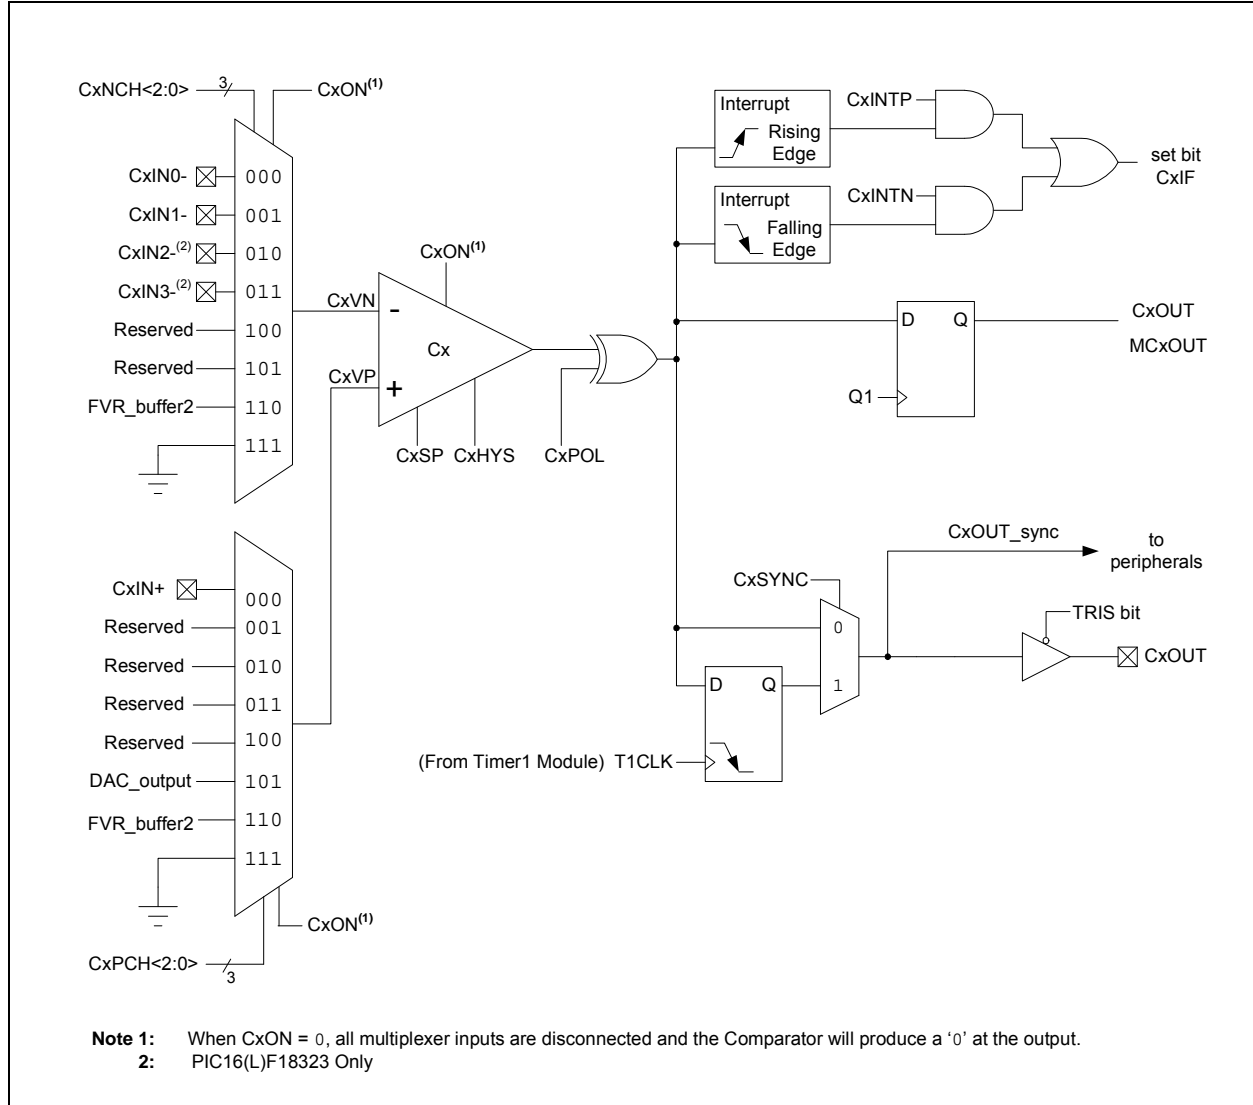 CxNCH<2:0>
3
CxON(1)
CxIN0-
000
CxIN1-
001
CxIN2-(2)
010
CxIN3-(2)
011
Reserved
100
Reserved
101
FVR_buffer2
110
111
CxVN
CxVP
CxON(1)
-
Cx
+
CxSP
CxHYS
CxPOL
Interrupt
Rising
Edge
CxINTP
Interrupt
Falling
Edge
CxINTN
set bit
CxIF
D
Q
Q1
CxOUT
MCxOUT
CxIN+
000
Reserved
001
Reserved
010
Reserved
011
Reserved
100
DAC_output
101
FVR_buffer2
110
111
CxON(1)
CxPCH<2:0>
3
CxSYNC
0
1
D
Q
(From Timer1 Module) T1CLK
CxOUT_sync
to
peripherals
TRIS bit
CxOUT
Note 1: When CxON = 0, all multiplexer inputs are disconnected and the Comparator will produce a ‘0’ at the output.
2: PIC16(L)F18323 Only